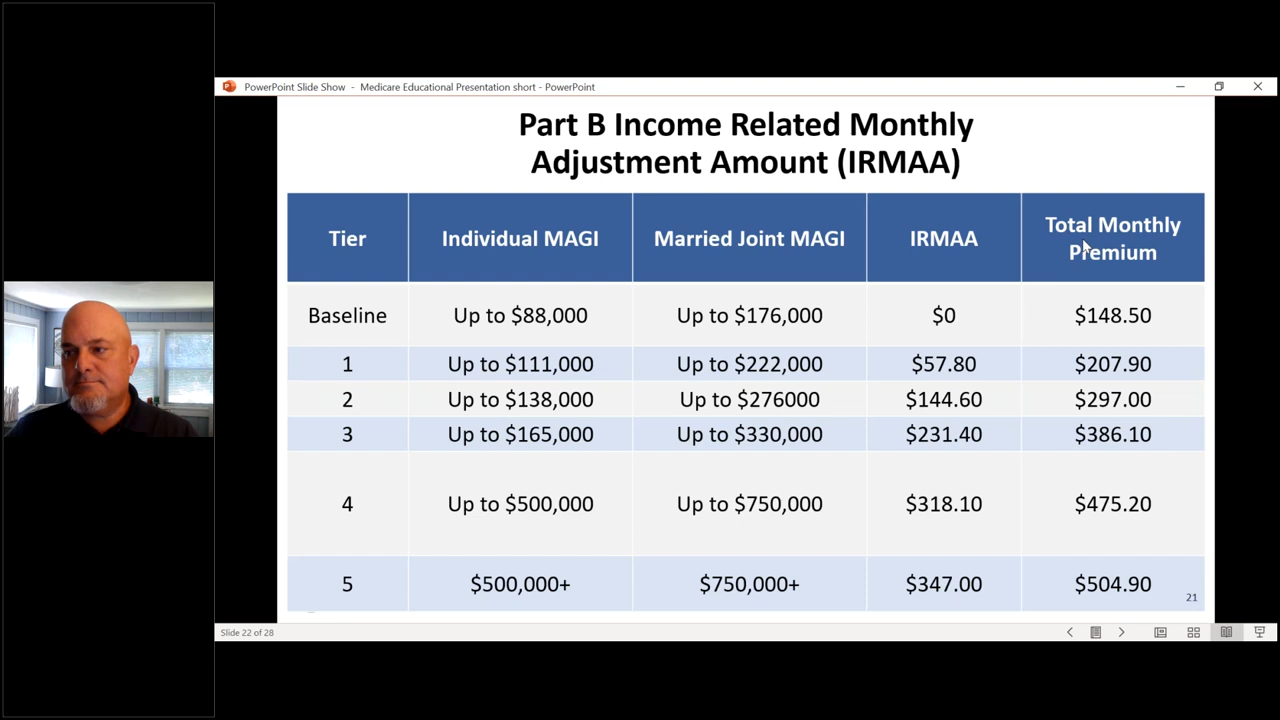 PowerPoint Slide Show - Medicare Educational Presentation short - PowerPoint
Part B Income Related Monthly
Adjustment Amount (IRMAA)
Tier Individual MAGI Married Joint MAGI IRMAA Total Monthly
Premium
Baseline Up to $88,000 Up to $176,000 $0 $148.50
1 Up to $111,000 Up to $222,000 $57.80 $207.90
2 Up to $138,000 Up to $276000 $144.60 $297.00
3 Up to $165,000 Up to $330,000 $231.40 $386.10
4 Up to $500,000 Up to $750,000 $318.10 $475.20
5 $500,000+ $750,000+ $347.00 $504.90
21
Slide 22 of 28